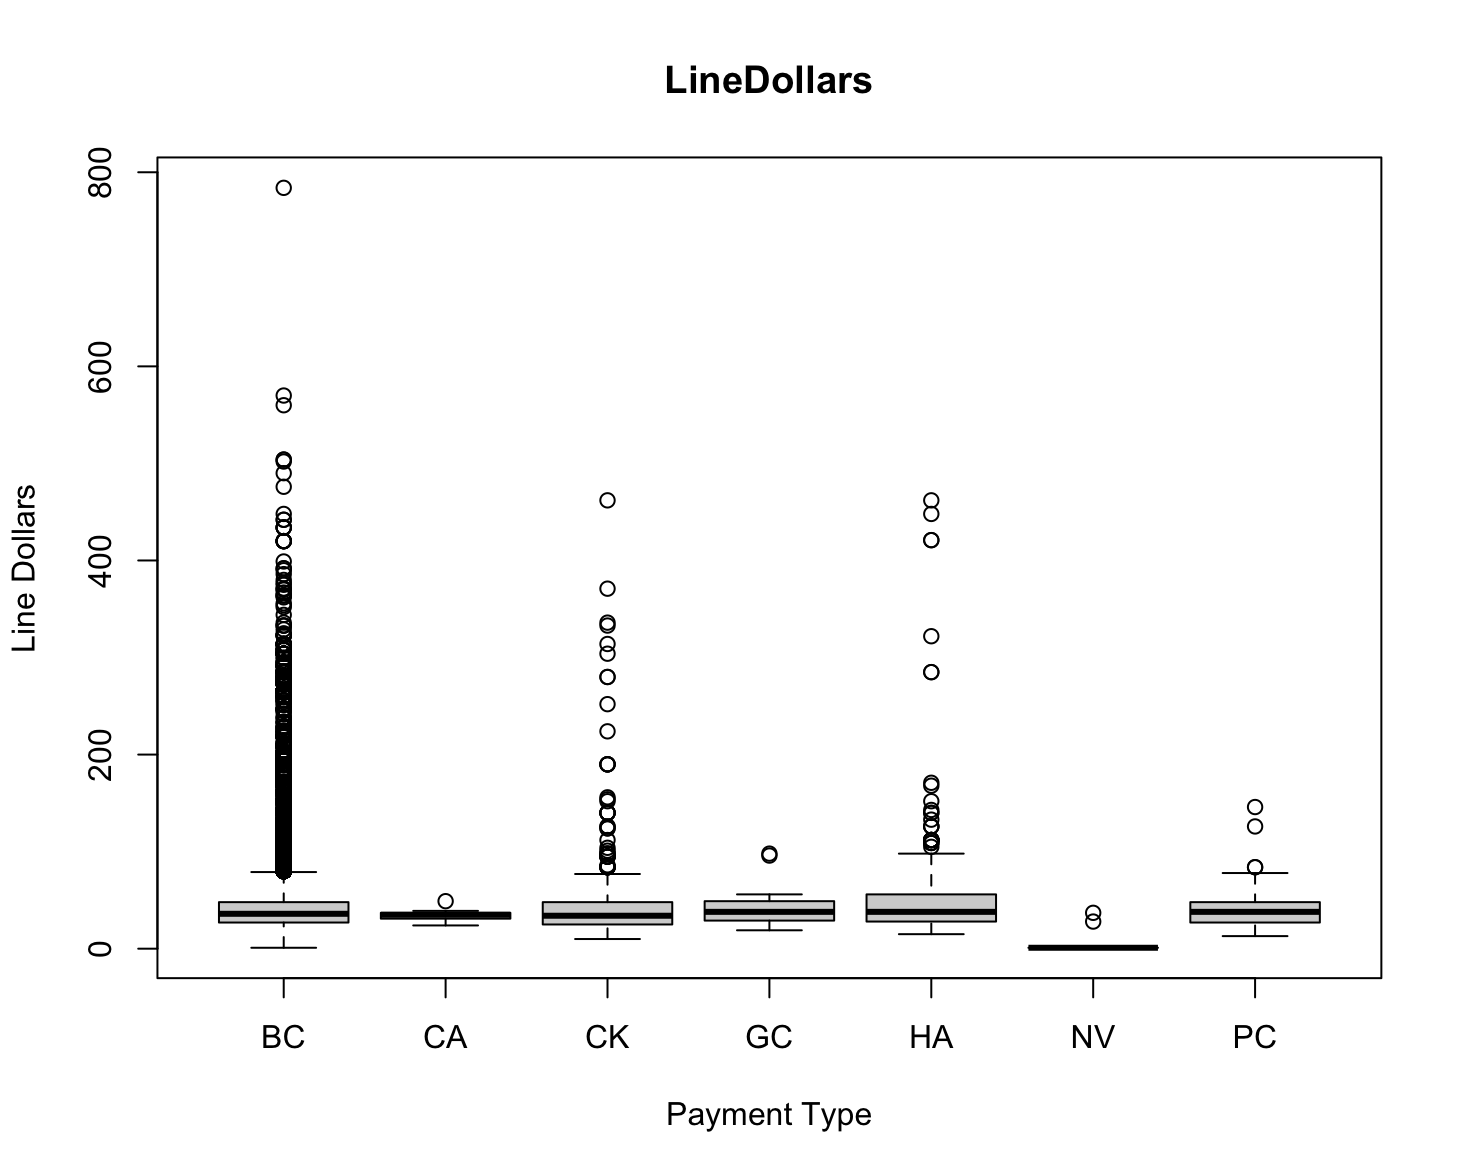 LineDollars
800
600
400
200
0
Line Dollars
BC CA CK GC HA NV PC
Payment Type